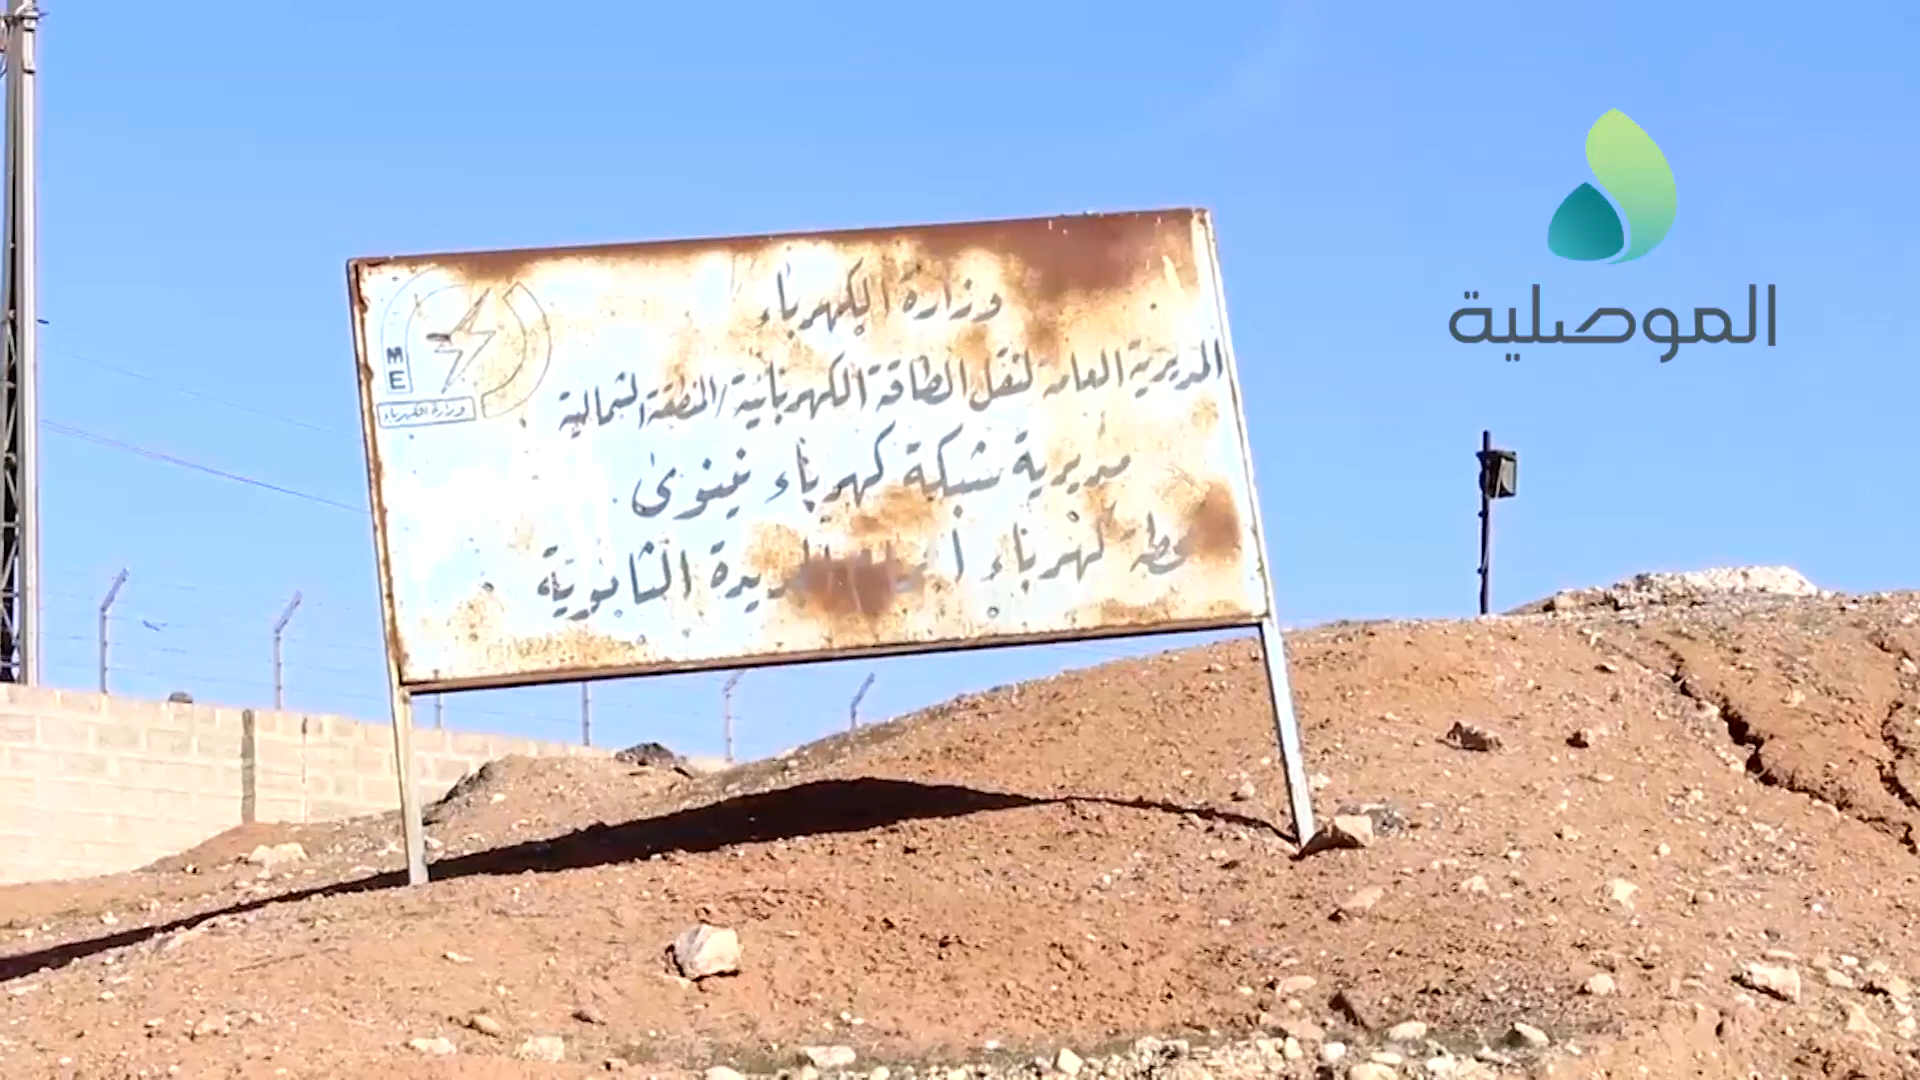 وزارة الكهرباء
المديرية العامة لنقل الطاقة الكهربائية/المنطقة الشمالية
مديرية شبكة كهرباء نينوى
محطة كهرباء الثانوية
ME
وزارة الكهرباء
الموصلية